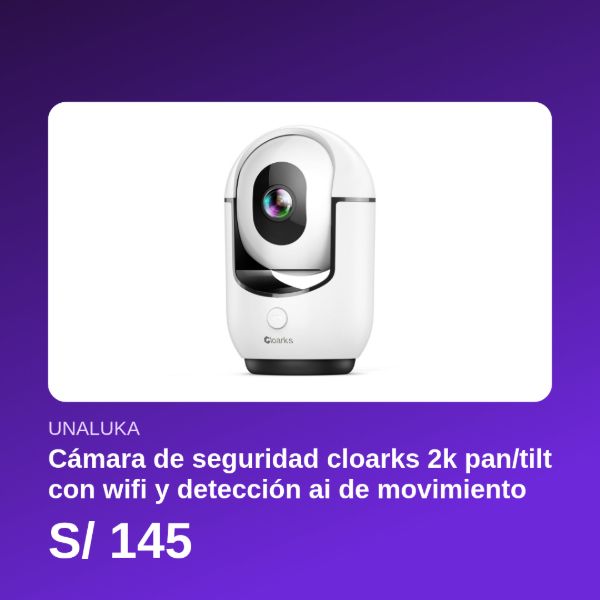 Cloarks
UNALUKA
Cámara de seguridad cloarks 2k pan/tilt
con wifi y detección ai de movimiento
S/ 145